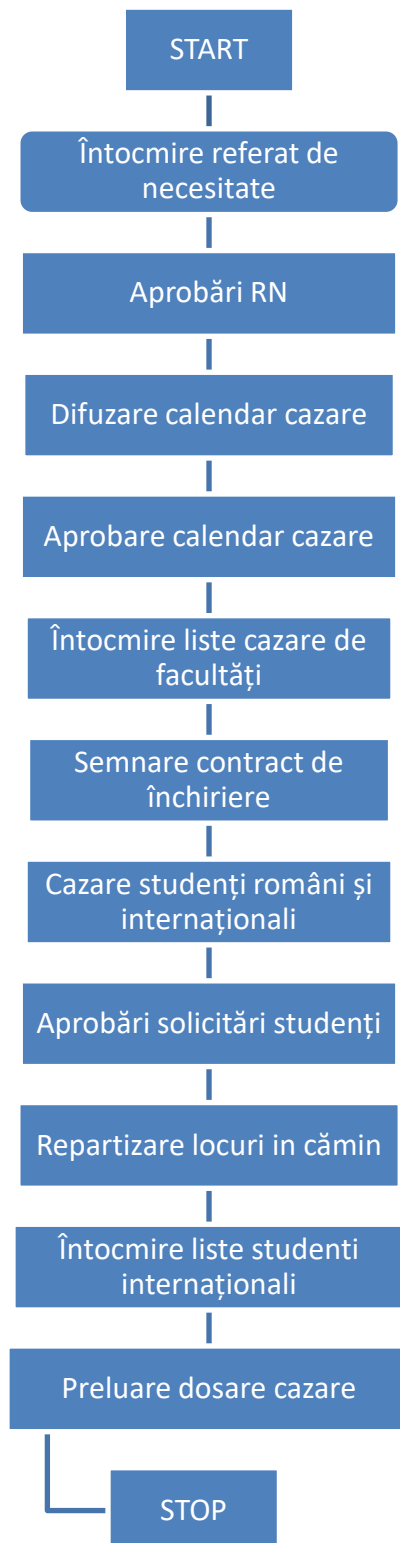 START
Întocmire referat de
necesitate
Aprobări RN
Difuzare calendar cazare
Aprobare calendar cazare
Întocmire liste cazare de
facultăți
Semnare contract de
închiriere
Cazare studenți români și
internaționali
Aprobări solicitări studenți
Repartizare locuri in cămin
Întocmire liste studenti
internaționali
Preluare dosare cazare
STOP